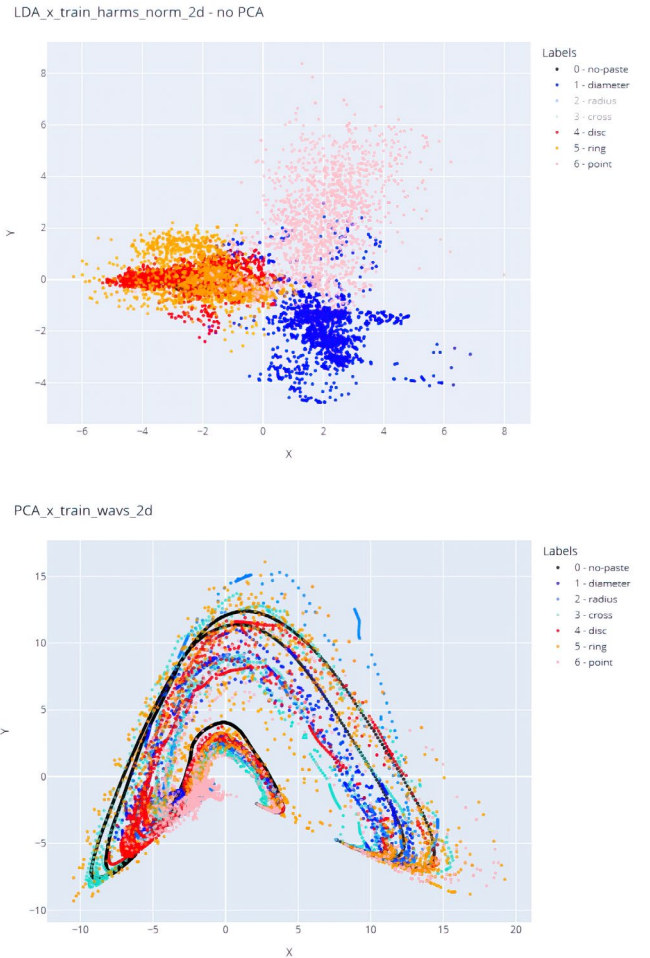 LDA_x_train_harms_norm_2d - no PCA
Labels
0 - no-paste
1 - diameter
2 - radius
3 - cross
4 - disc
5 - ring
6 - point
8
6
4
2
0
−2
−4
Y
−6
−4
−2
0
2
4
6
8
X
PCA_x_train_wavs_2d
Labels
0 - no-paste
1 - diameter
2 - radius
3 - cross
4 - disc
5 - ring
6 - point
15
10
5
0
−5
−10
Y
−10
−5
0
5
10
15
20
X